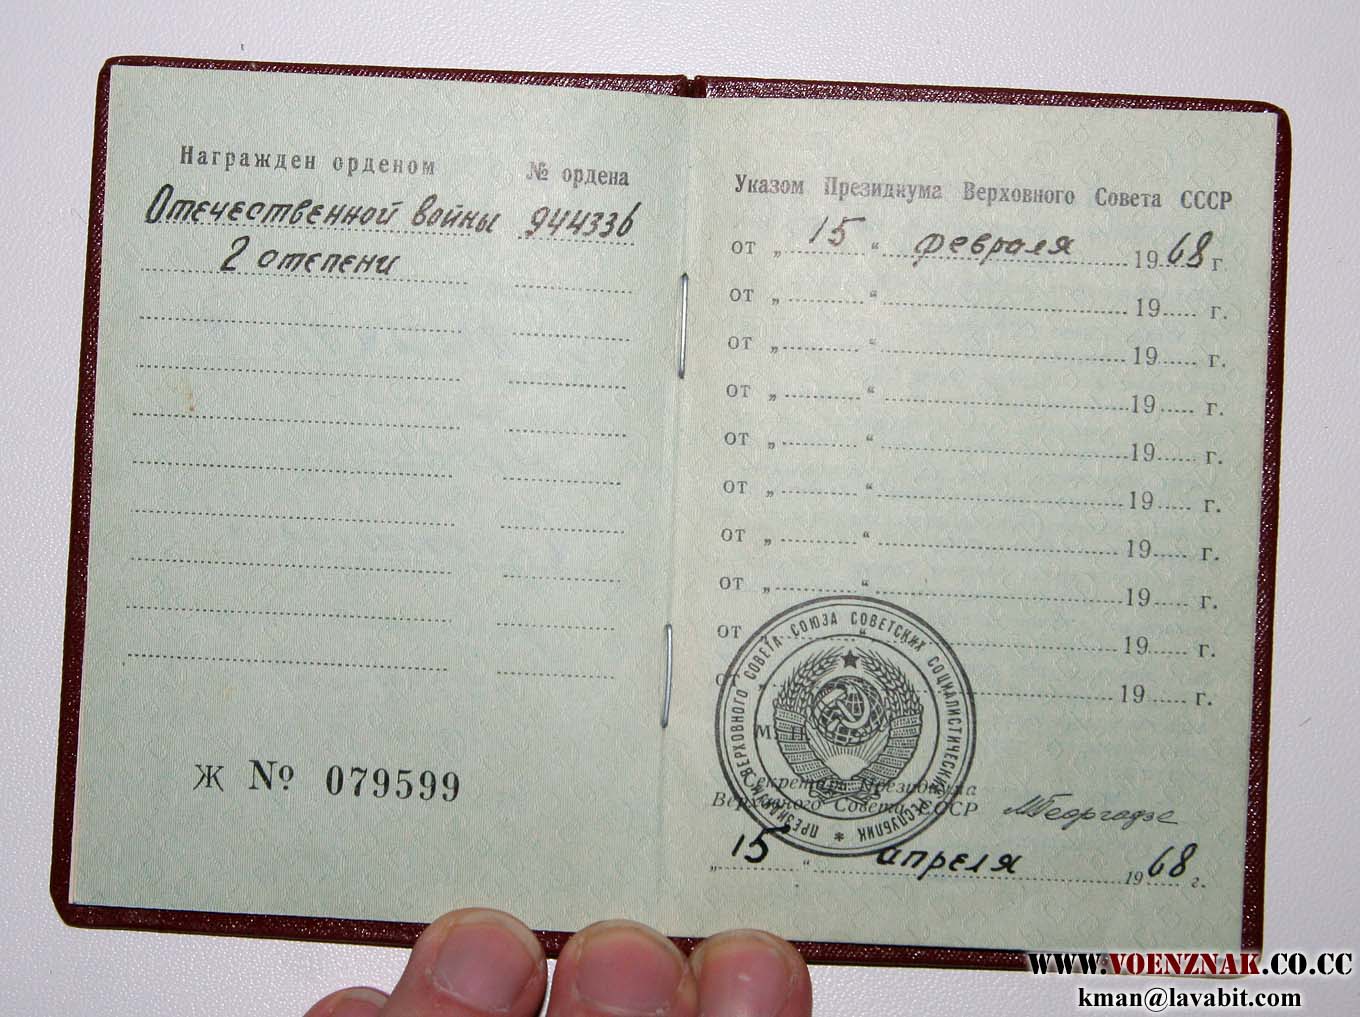 Награжден орденом № ордена
Отечественной войны 944336
2 степени
Ж № 079599
Указом Президиума Верховного Совета СССР
от „ 15 “ февраля 1968 г.
от „ “ 19 г.
от „ “ 19 г.
от „ “ 19 г.
от „ “ 19 г.
от „ “ 19 г.
от „ “ 19 г.
от „ “ 19 г.
от „ “ 19 г.
от „ “ 19 г.
ПРЕЗИДИУМ ВЕРХОВНОГО СОВЕТА СОЮЗА СОВЕТСКИХ СОЦИАЛИСТИЧЕСКИХ РЕСПУБЛИК
М. П.
Секретарь Президиума
Верховного Совета СССР МГеоргадзе
„ 15 “ апреля 1968 г.
WWW.VOENZNAK.CO.CC
kman@lavabit.com